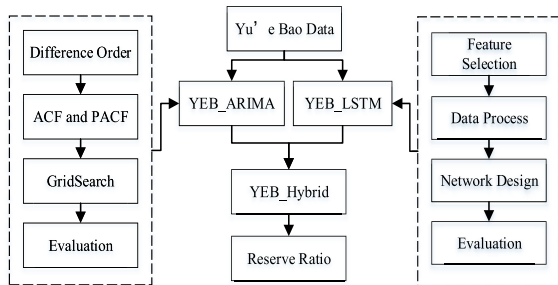 Difference Order
ACF and PACF
GridSearch
Evaluation
Yu’e Bao Data
YEB_ARIMA
YEB_LSTM
YEB_Hybrid
Reserve Ratio
Feature
Selection
Data Process
Network Design
Evaluation